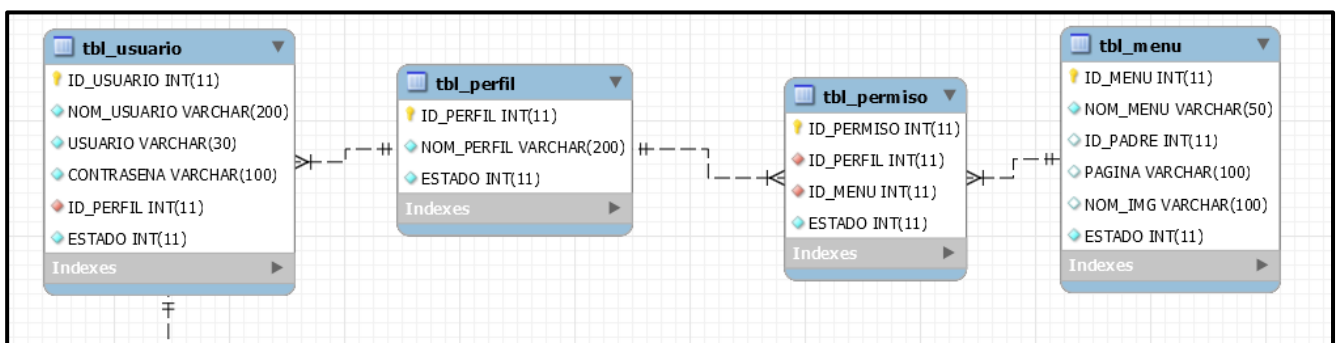 tbl_usuario
ID_USUARIO INT(11)
NOM_USUARIO VARCHAR(200)
USUARIO VARCHAR(30)
CONTRASENA VARCHAR(100)
ID_PERFIL INT(11)
ESTADO INT(11)
Indexes
tbl_perfil
ID_PERFIL INT(11)
NOM_PERFIL VARCHAR(200)
ESTADO INT(11)
Indexes
tbl_permiso
ID_PERMISO INT(11)
ID_PERFIL INT(11)
ID_MENU INT(11)
ESTADO INT(11)
Indexes
tbl_menu
ID_MENU INT(11)
NOM_MENU VARCHAR(50)
ID_PADRE INT(11)
PAGINA VARCHAR(100)
NOM_IMG VARCHAR(100)
ESTADO INT(11)
Indexes